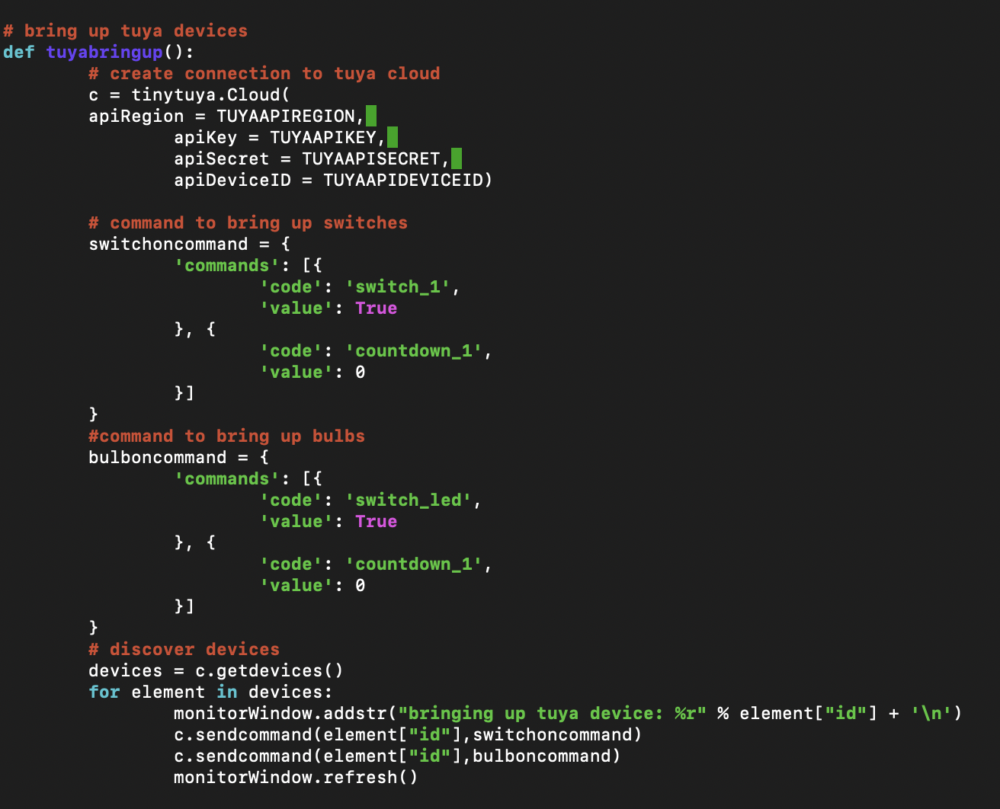 # bring up tuya devices
def tuyabringup():
        # create connection to tuya cloud
        c = tinytuya.Cloud(
        apiRegion = TUYAAPIREGION,
                apiKey = TUYAAPIKEY,
                apiSecret = TUYAAPISECRET,
                apiDeviceID = TUYAAPIDEVICEID)

        # command to bring up switches
        switchoncommand = {
                'commands': [{
                        'code': 'switch_1',
                        'value': True
                }, {
                        'code': 'countdown_1',
                        'value': 0
                }]
        }
        #command to bring up bulbs
        bulboncommand = {
                'commands': [{
                        'code': 'switch_led',
                        'value': True
                }, {
                        'code': 'countdown_1',
                        'value': 0
                }]
        }
        # discover devices
        devices = c.getdevices()
        for element in devices:
                monitorWindow.addstr("bringing up tuya device: %r" % element["id"] + '\n')
                c.sendcommand(element["id"],switchoncommand)
                c.sendcommand(element["id"],bulboncommand)
                monitorWindow.refresh()